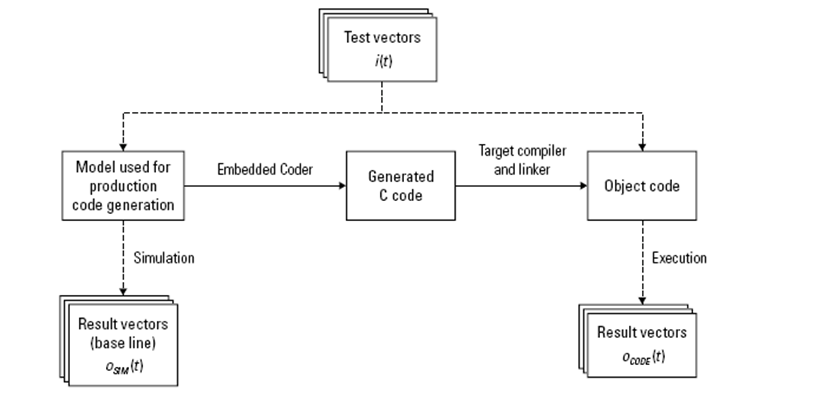 Test vectors
i(t)
Model used for
production
code generation
Embedded Coder
Generated
C code
Target compiler
and linker
Object code
Simulation
Execution
Result vectors
(base line)
oSIM(t)
Result vectors
oCODE(t)